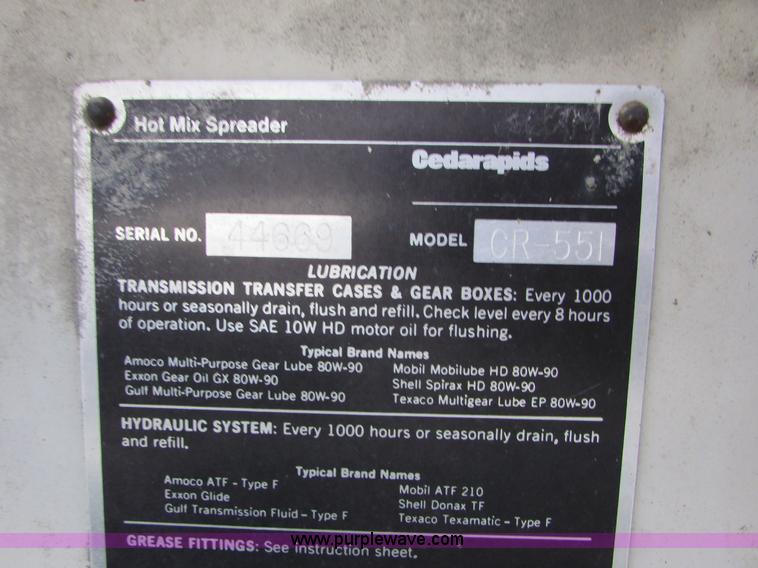 Hot Mix Spreader
Cedarapids
SERIAL NO. 44669 MODEL CR-551
LUBRICATION
TRANSMISSION TRANSFER CASES & GEAR BOXES: Every 1000
hours or seasonally drain, flush and refill. Check level every 8 hours
of operation. Use SAE 10W HD motor oil for flushing.
Typical Brand Names
Amoco Multi-Purpose Gear Lube 80W-90 Mobil Mobilube HD 80W-90
Exxon Gear Oil GX 80W-90 Shell Spirax HD 80W-90
Gulf Multi-Purpose Gear Lube 80W-90 Texaco Multigear Lube EP 80W-90
HYDRAULIC SYSTEM: Every 1000 hours or seasonally drain, flush
and refill.
Typical Brand Names
Amoco ATF - Type F Mobil ATF 210
Exxon Glide Shell Donax TF
Gulf Transmission Fluid - Type F Texaco Texamatic - Type F
GREASE FITTINGS: See instruction sheet.
www.purplewave.com